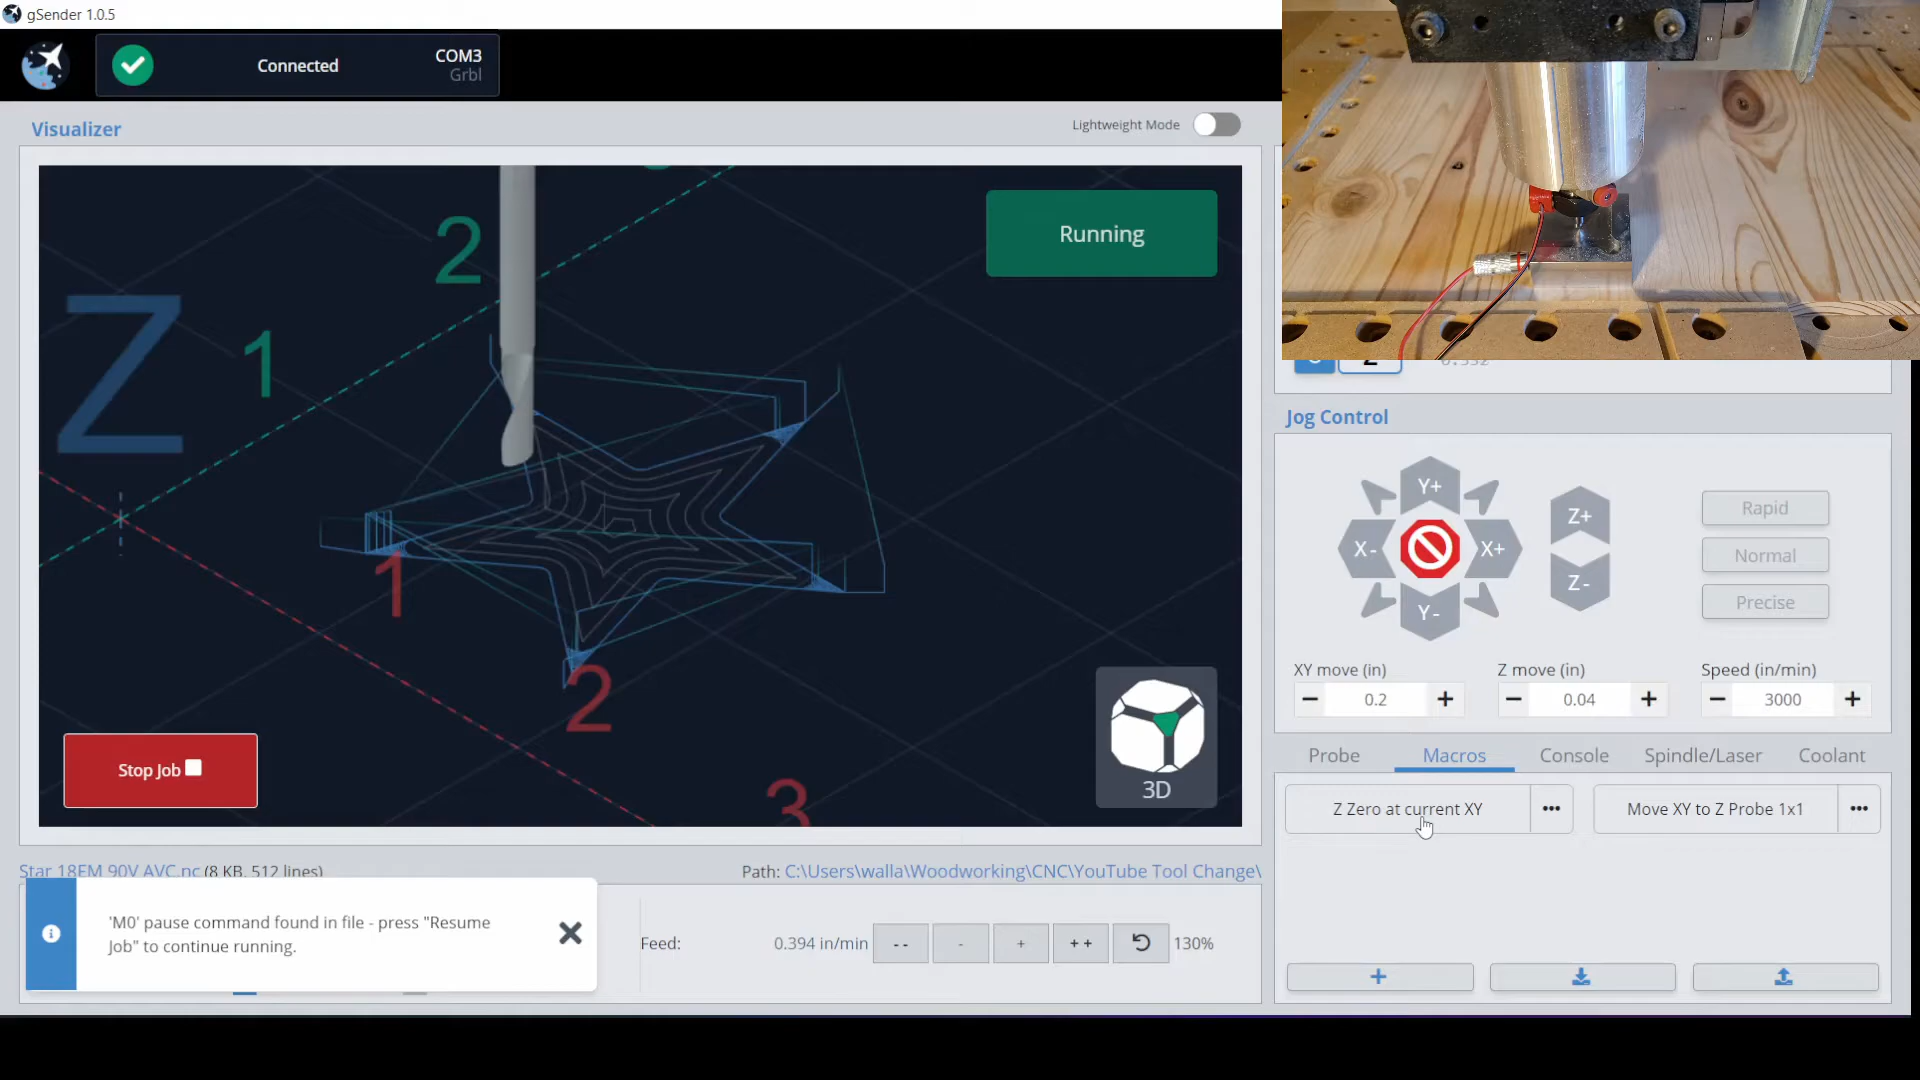 gSender 1.0.5
Connected
COM3
Grbl
Visualizer
Lightweight Mode
Running
Z
2
1
1
2
3
3D
Stop Job
Z
Jog Control
Y+
X-
X+
Y-
Z+
Z-
Rapid
Normal
Precise
XY move (in)
Z move (in)
Speed (in/min)
0.2
0.04
3000
Probe
Macros
Console
Spindle/Laser
Coolant
Z Zero at current XY
Move XY to Z Probe 1x1
Star 18EM 90V AVC.nc (8 KB, 512 lines)
Path: C:\Users\walla\Woodworking\CNC\YouTube Tool Change\
'M0' pause command found in file - press "Resume
Job" to continue running.
Feed:
0.394 in/min
- -
-
+
+ +
130%